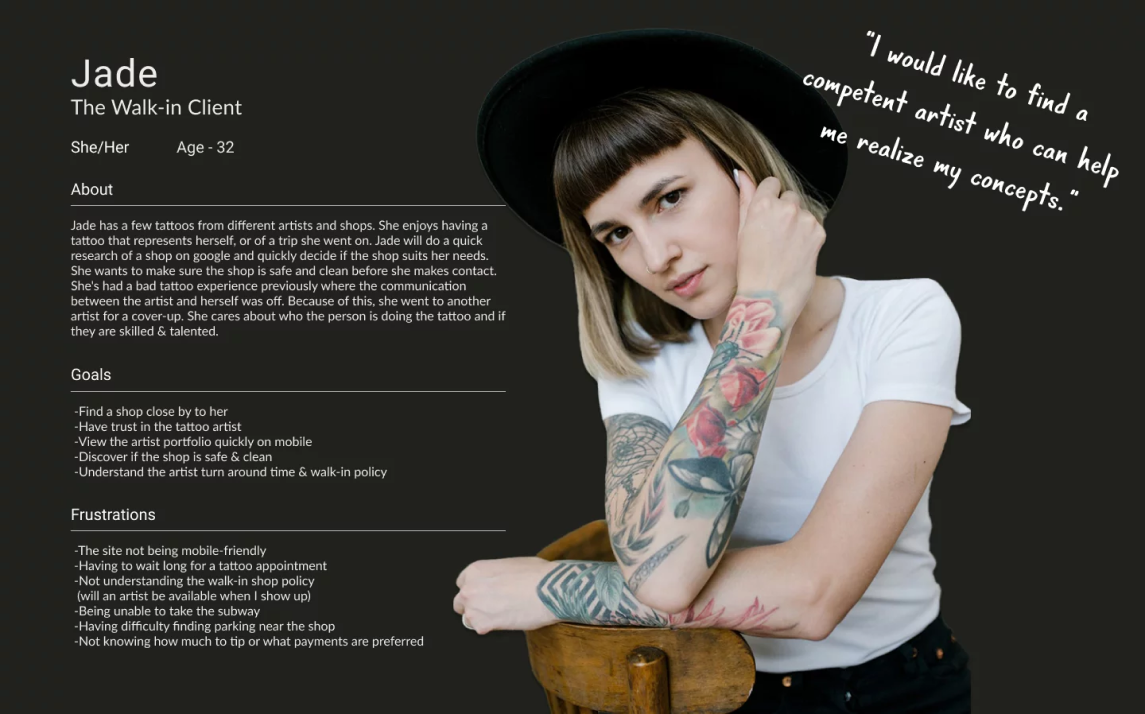 Jade
The Walk-in Client
She/Her Age - 32
About
Jade has a few tattoos from different artists and shops. She enjoys having a
tattoo that represents herself, or of a trip she went on. Jade will do a quick
research of a shop on google and quickly decide if the shop suits her needs.
She wants to make sure the shop is safe and clean before she makes contact.
She's had a bad tattoo experience previously where the communication
between the artist and herself was off. Because of this, she went to another
artist for a cover-up. She cares about who the person is doing the tattoo and if
they are skilled & talented.
Goals
-Find a shop close by to her
-Have trust in the tattoo artist
-View the artist portfolio quickly on mobile
-Discover if the shop is safe & clean
-Understand the artist turn around time & walk-in policy
Frustrations
-The site not being mobile-friendly
-Having to wait long for a tattoo appointment
-Not understanding the walk-in shop policy
(will an artist be available when I show up)
-Being unable to take the subway
-Having difficulty finding parking near the shop
-Not knowing how much to tip or what payments are preferred
"I would like to find a
competent artist who can help
me realize my concepts."